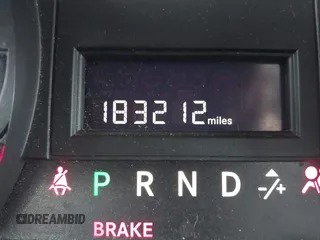 183212 miles
P R N D -/+
BRAKE
DREAMBID